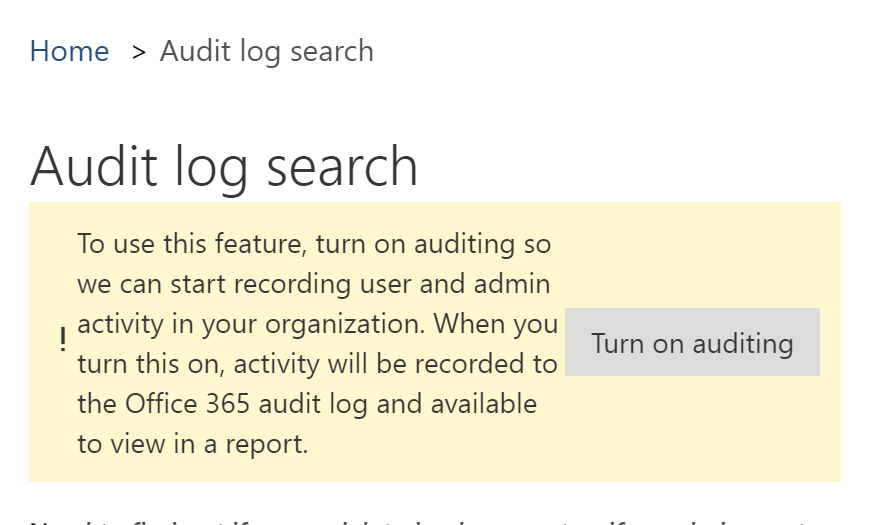 Home > Audit log search
Audit log search
To use this feature, turn on auditing so
we can start recording user and admin
! activity in your organization. When you
turn this on, activity will be recorded to
the Office 365 audit log and available
to view in a report.
Turn on auditing